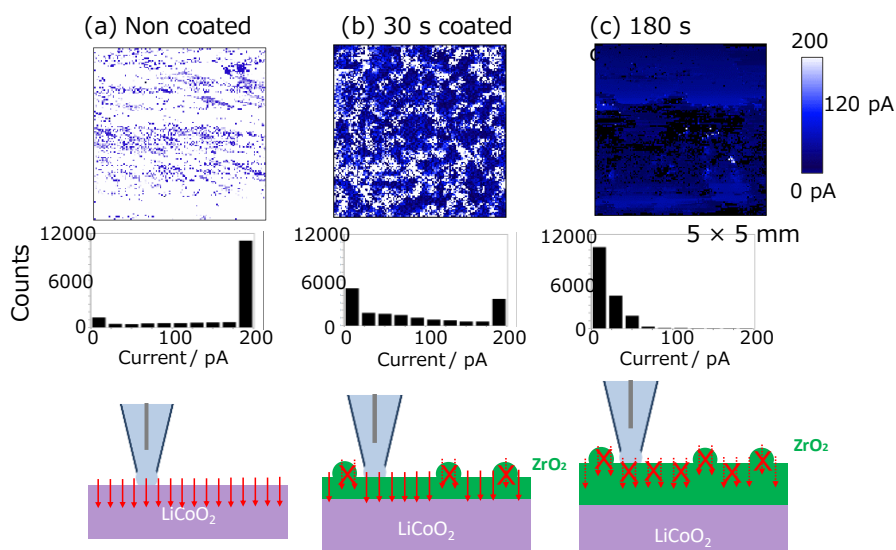 (a) Non coated
(b) 30 s coated
(c) 180 s
200
120 pA
0 pA
5 × 5 mm
Counts
12000
6000
0
0
100
200
Current / pA
12000
6000
0
0
100
200
Current / pA
12000
6000
0
0
100
200
Current / pA
LiCoO₂
ZrO₂
LiCoO₂
ZrO₂
LiCoO₂